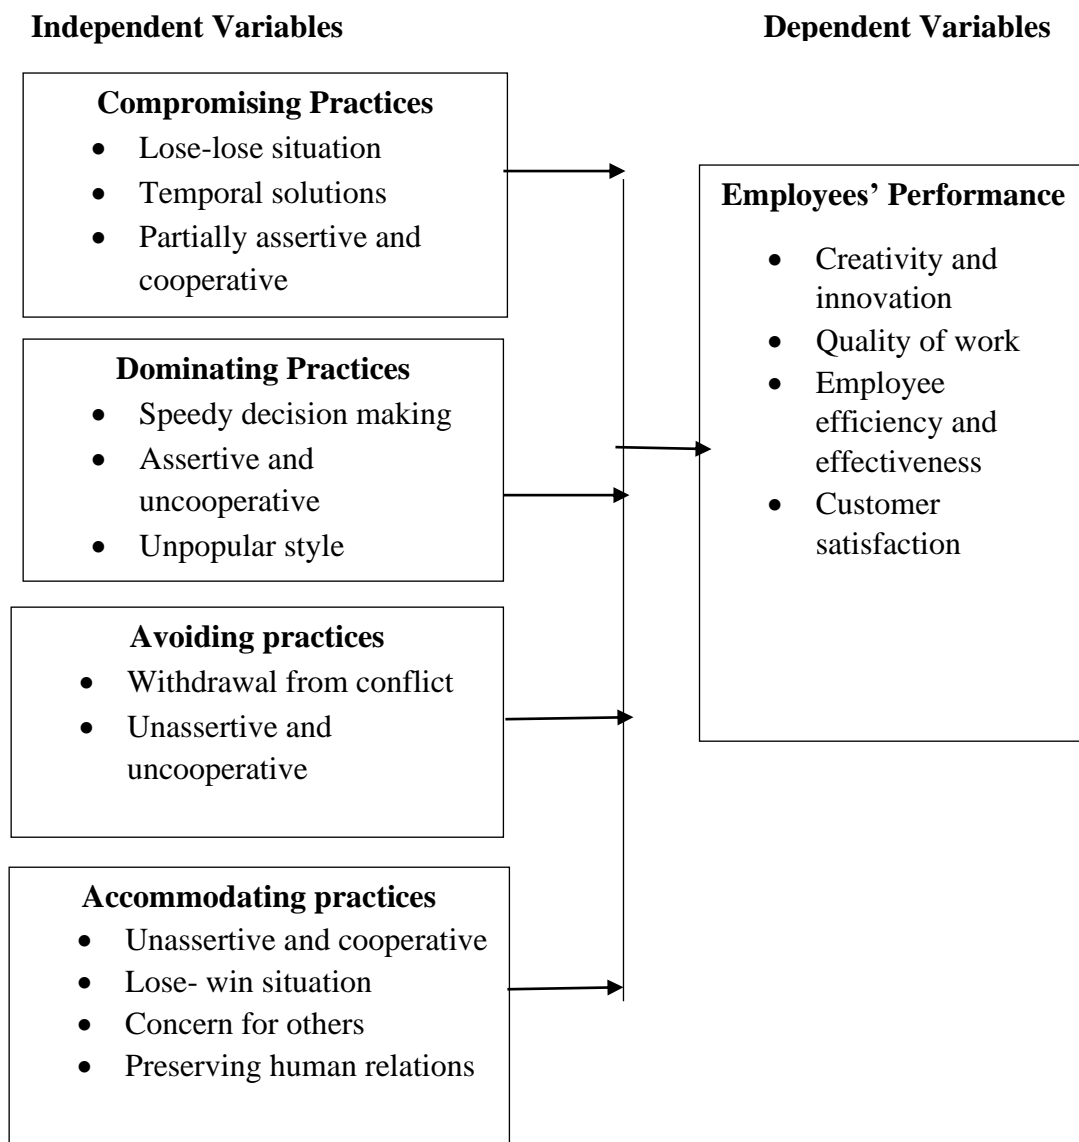 Independent Variables
Dependent Variables
Compromising Practices
• Lose-lose situation
• Temporal solutions
• Partially assertive and
cooperative
Dominating Practices
• Speedy decision making
• Assertive and
uncooperative
• Unpopular style
Avoiding practices
• Withdrawal from conflict
• Unassertive and
uncooperative
Accommodating practices
• Unassertive and cooperative
• Lose- win situation
• Concern for others
• Preserving human relations
Employees’ Performance
• Creativity and
innovation
• Quality of work
• Employee
efficiency and
effectiveness
• Customer
satisfaction